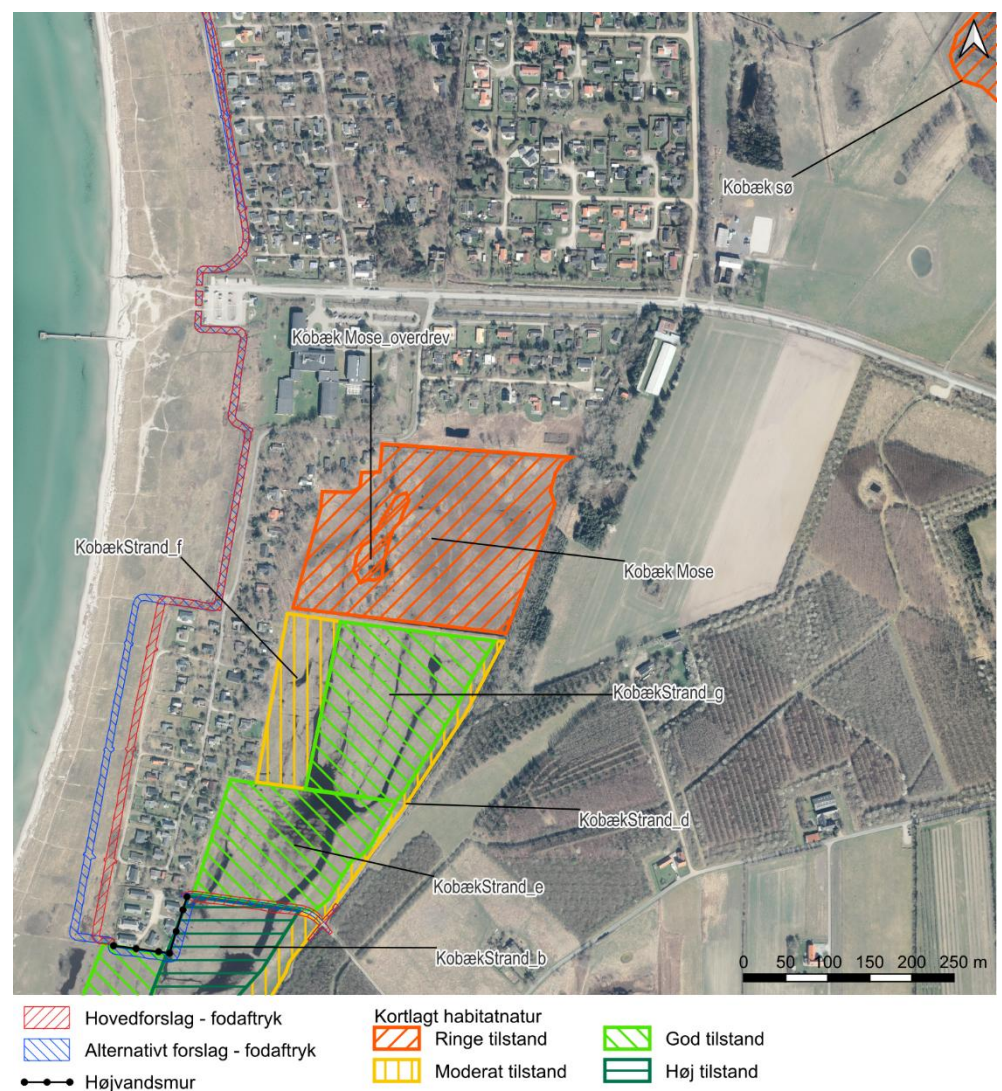 Kobæk sø
Kobæk Mose_overdrev
KobækStrand_f
Kobæk Mose
KobækStrand_g
KobækStrand_d
KobækStrand_e
KobækStrand_b
0 50 100 150 200 250 m
Hovedforslag - fodaftryk
Alternativt forslag - fodaftryk
Højvandsmur
Kortlagt habitatnatur
Ringe tilstand
Moderat tilstand
God tilstand
Høj tilstand